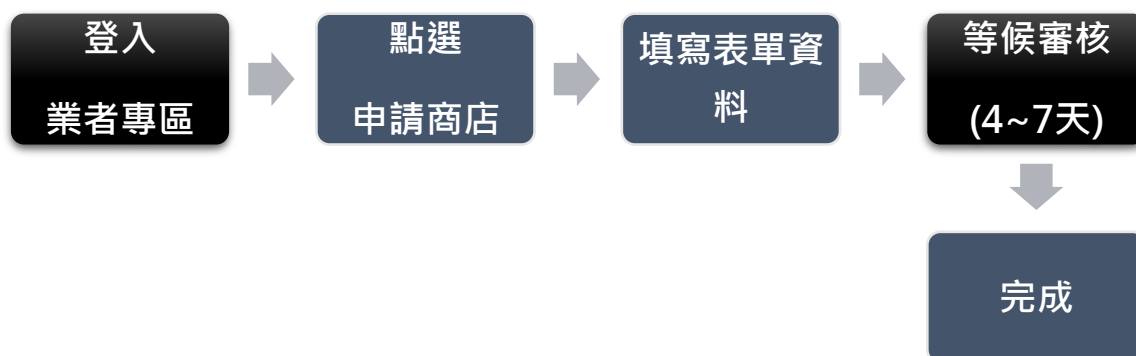 登入
業者專區
點選
申請商店
填寫表單資
料
等候審核
(4~7天)
完成